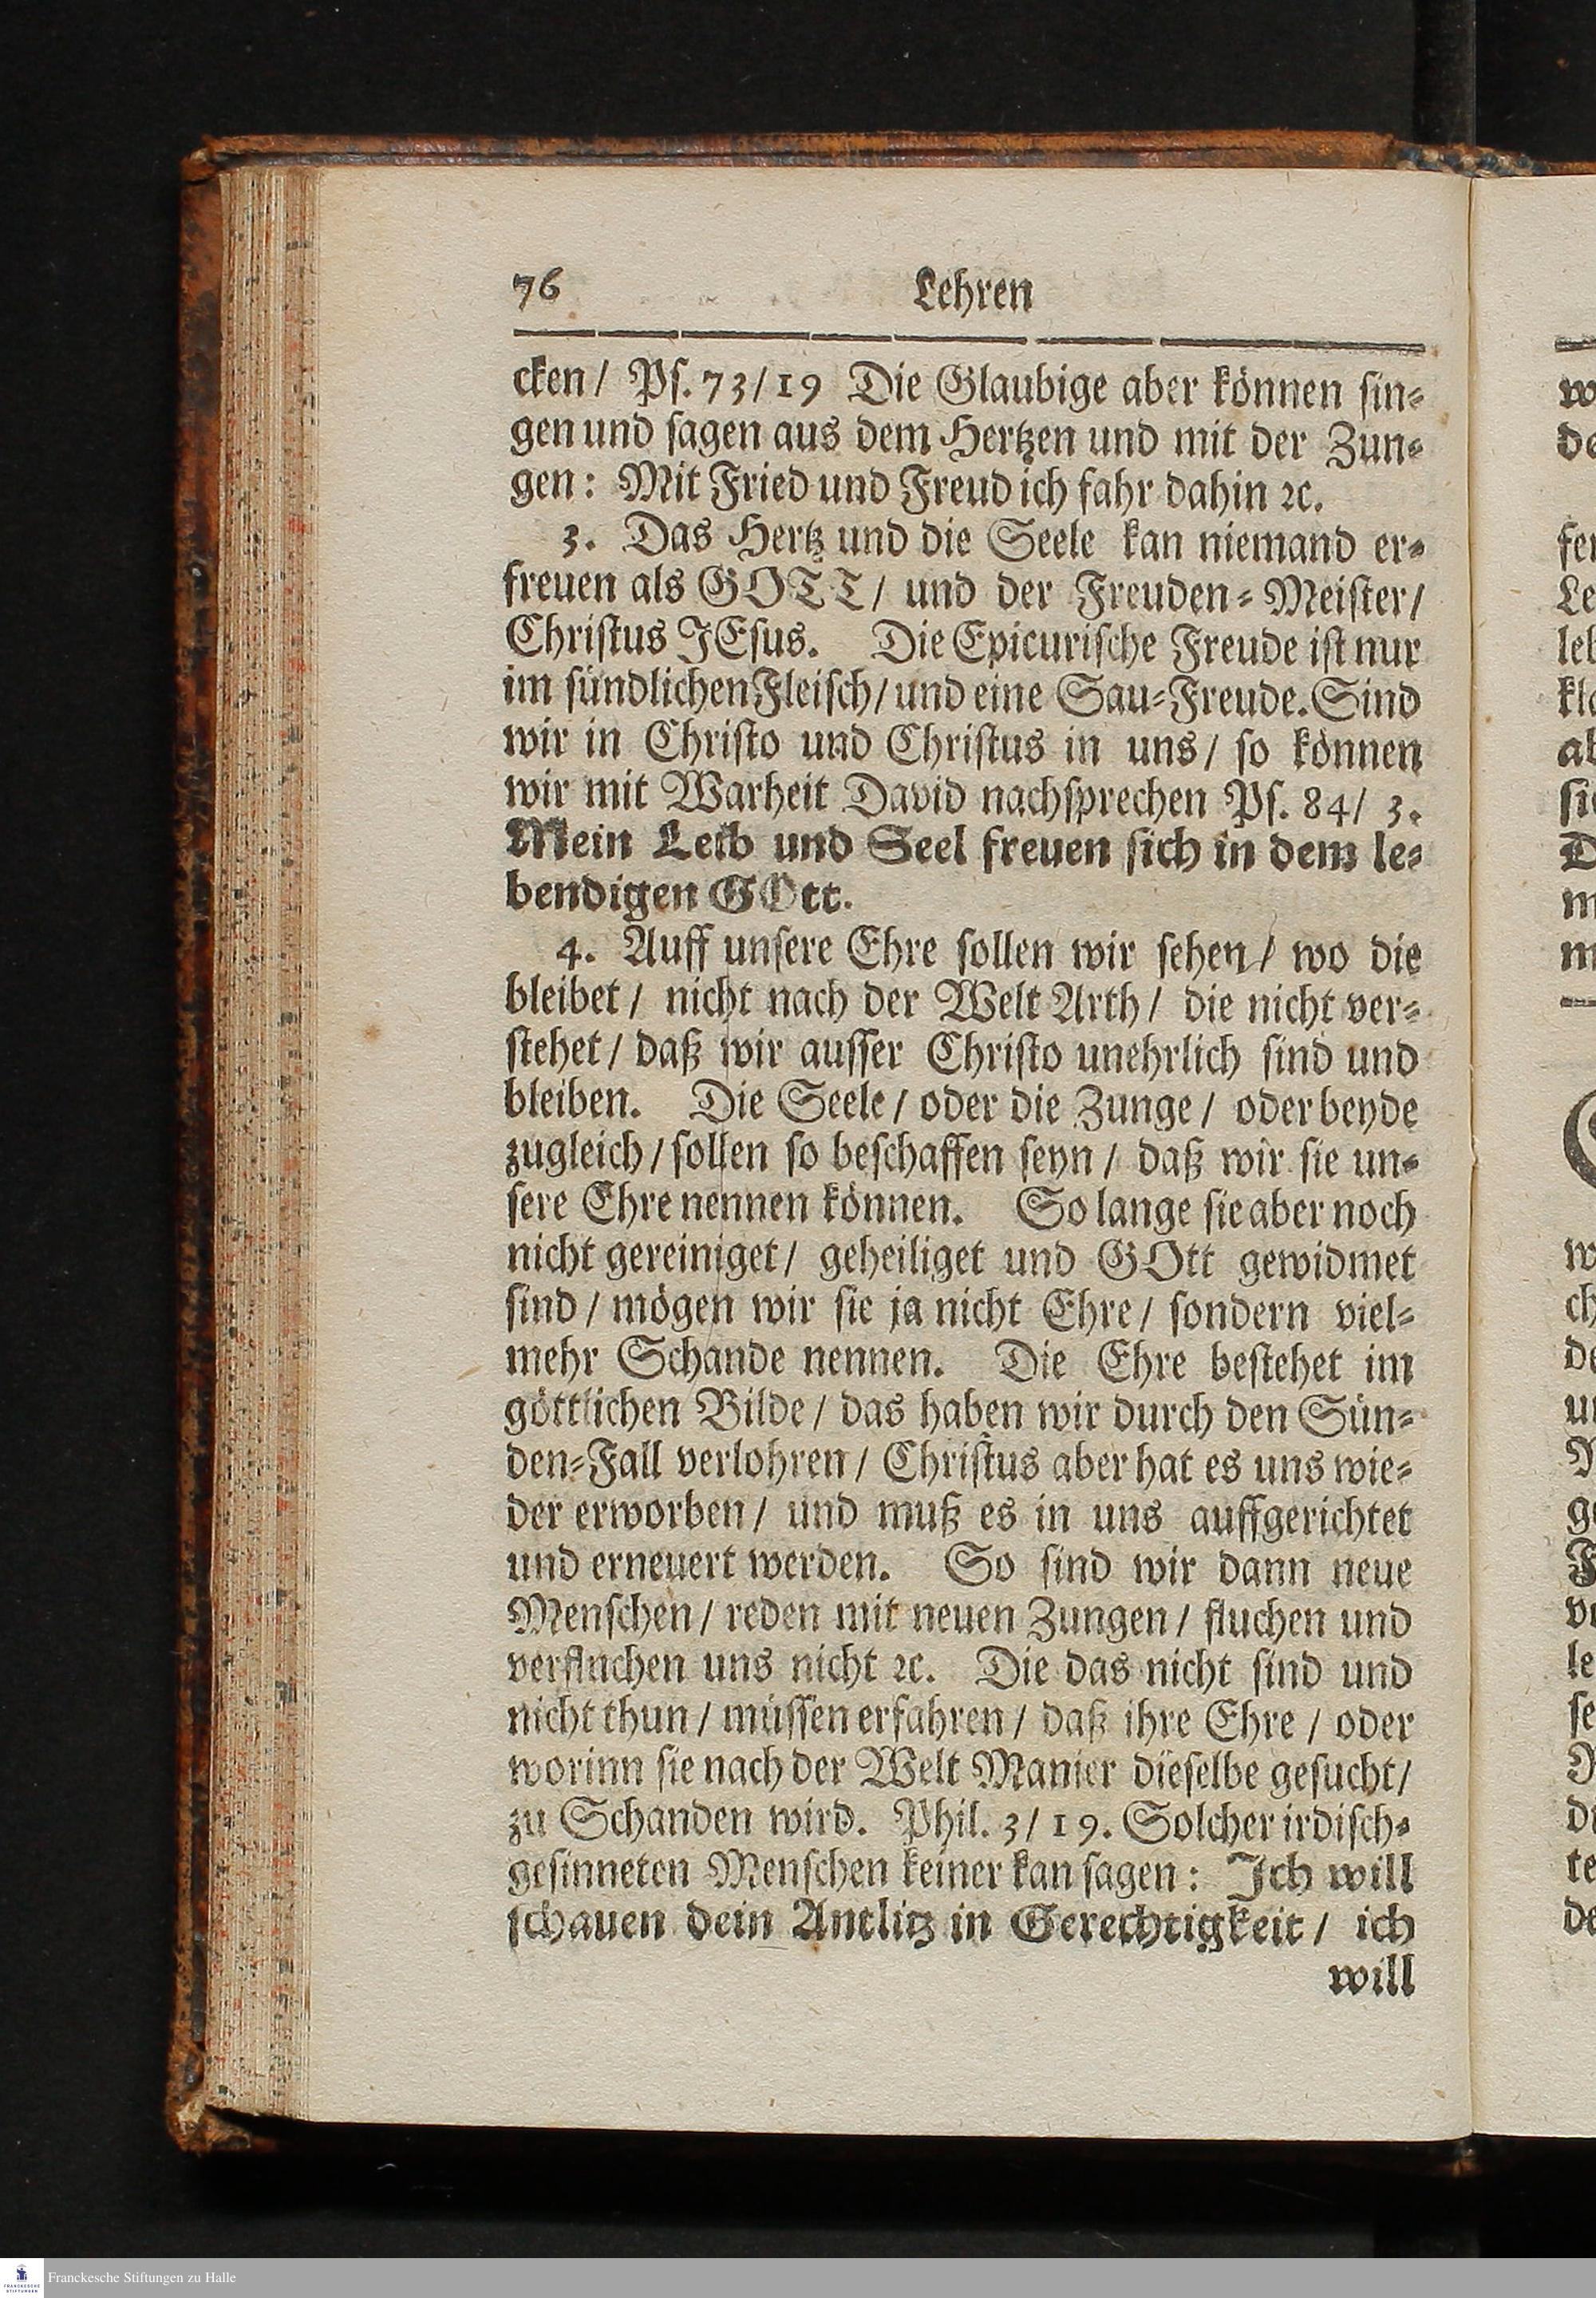 76 Lehren
cken/ Pſ. 73/19 Die Glaubige aber können ſin⸗
gen und ſagen aus dem Hertzen und mit der Zun⸗
gen: Mit Fried und Freud ich fahr dahin ꝛc.
3. Das Hertz und die Seele kan niemand er⸗
freuen als GOTT/ und der Freuden⸗Meiſter/
Chriſtus JEſus. Die Epicuriſche Freude iſt nur
im ſündlichen Fleiſch/ und eine Sau⸗Freude. Sind
wir in Chriſto und Chriſtus in uns/ ſo können
wir mit Warheit David nachſprechen Pſ. 84/ 3.
Mein Leib und Seel freuen ſich in dem le⸗
bendigen GOtt.
4. Auff unſere Ehre ſollen wir ſehen/ wo die
bleibet/ nicht nach der Welt Arth/ die nicht ver⸗
ſtehet/ daß wir auſſer Chriſto unehrlich ſind und
bleiben. Die Seele/ oder die Zunge/ oder beyde
zugleich/ ſollen ſo beſchaffen ſeyn/ daß wir ſie un⸗
ſere Ehre nennen können. So lange ſie aber noch
nicht gereiniget/ geheiliget und GOtt gewidmet
ſind/ mögen wir ſie ja nicht Ehre/ ſondern viel⸗
mehr Schande nennen. Die Ehre beſtehet im
göttlichen Bilde/ das haben wir durch den Sün⸗
den⸗Fall verlohren/ Chriſtus aber hat es uns wie⸗
der erworben/ und muß es in uns auffgerichtet
und erneuert werden. So ſind wir dann neue
Menſchen/ reden mit neuen Zungen/ fluchen und
verfluchen uns nicht ꝛc. Die das nicht ſind und
nicht thun/ müſſen erfahren/ daß ihre Ehre/ oder
worinn ſie nach der Welt Manier dieſelbe geſucht/
zu Schanden wird. Phil. 3/ 19. Solcher irdiſch⸗
geſinneten Menſchen keiner kan ſagen: Ich will
ſchauen dein Antlitz in Gerechtigkeit/ ich
will
Franckesche Stiftungen zu Halle